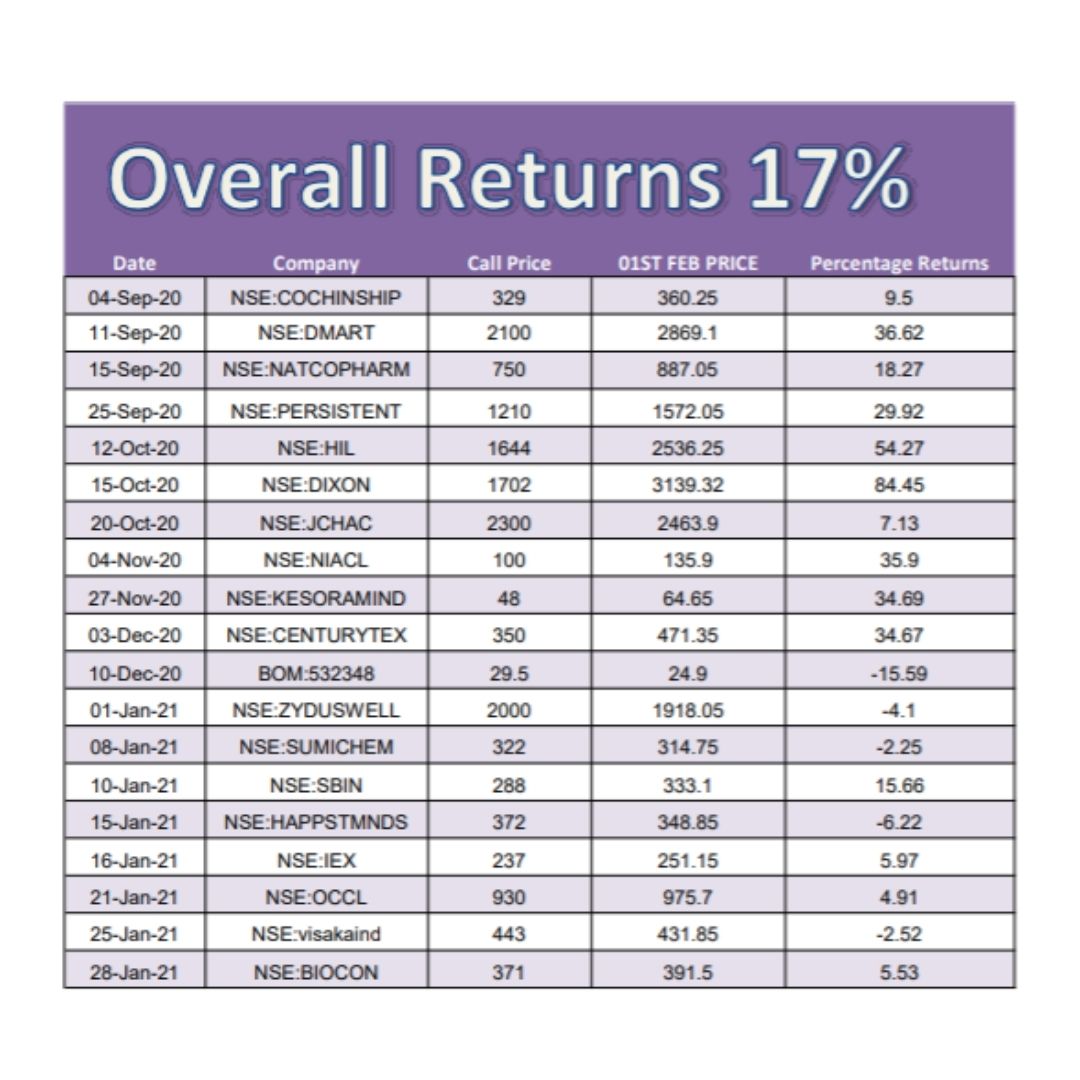 Overall Returns 17%
Date Company Call Price 01ST FEB PRICE Percentage Returns
04-Sep-20 NSE:COCHINSHIP 329 360.25 9.5
11-Sep-20 NSE:DMART 2100 2869.1 36.62
15-Sep-20 NSE:NATCOPHARM 750 887.05 18.27
25-Sep-20 NSE:PERSISTENT 1210 1572.05 29.92
12-Oct-20 NSE:HIL 1644 2536.25 54.27
15-Oct-20 NSE:DIXON 1702 3139.32 84.45
20-Oct-20 NSE:JCHAC 2300 2463.9 7.13
04-Nov-20 NSE:NIACL 100 135.9 35.9
27-Nov-20 NSE:KESORAMIND 48 64.65 34.69
03-Dec-20 NSE:CENTURYTEX 350 471.35 34.67
10-Dec-20 BOM:532348 29.5 24.9 -15.59
01-Jan-21 NSE:ZYDUSWELL 2000 1918.05 -4.1
08-Jan-21 NSE:SUMICHEM 322 314.75 -2.25
10-Jan-21 NSE:SBIN 288 333.1 15.66
15-Jan-21 NSE:HAPPSTMNDS 372 348.85 -6.22
16-Jan-21 NSE:IEX 237 251.15 5.97
21-Jan-21 NSE:OCCL 930 975.7 4.91
25-Jan-21 NSE:visakaind 443 431.85 -2.52
28-Jan-21 NSE:BIOCON 371 391.5 5.53